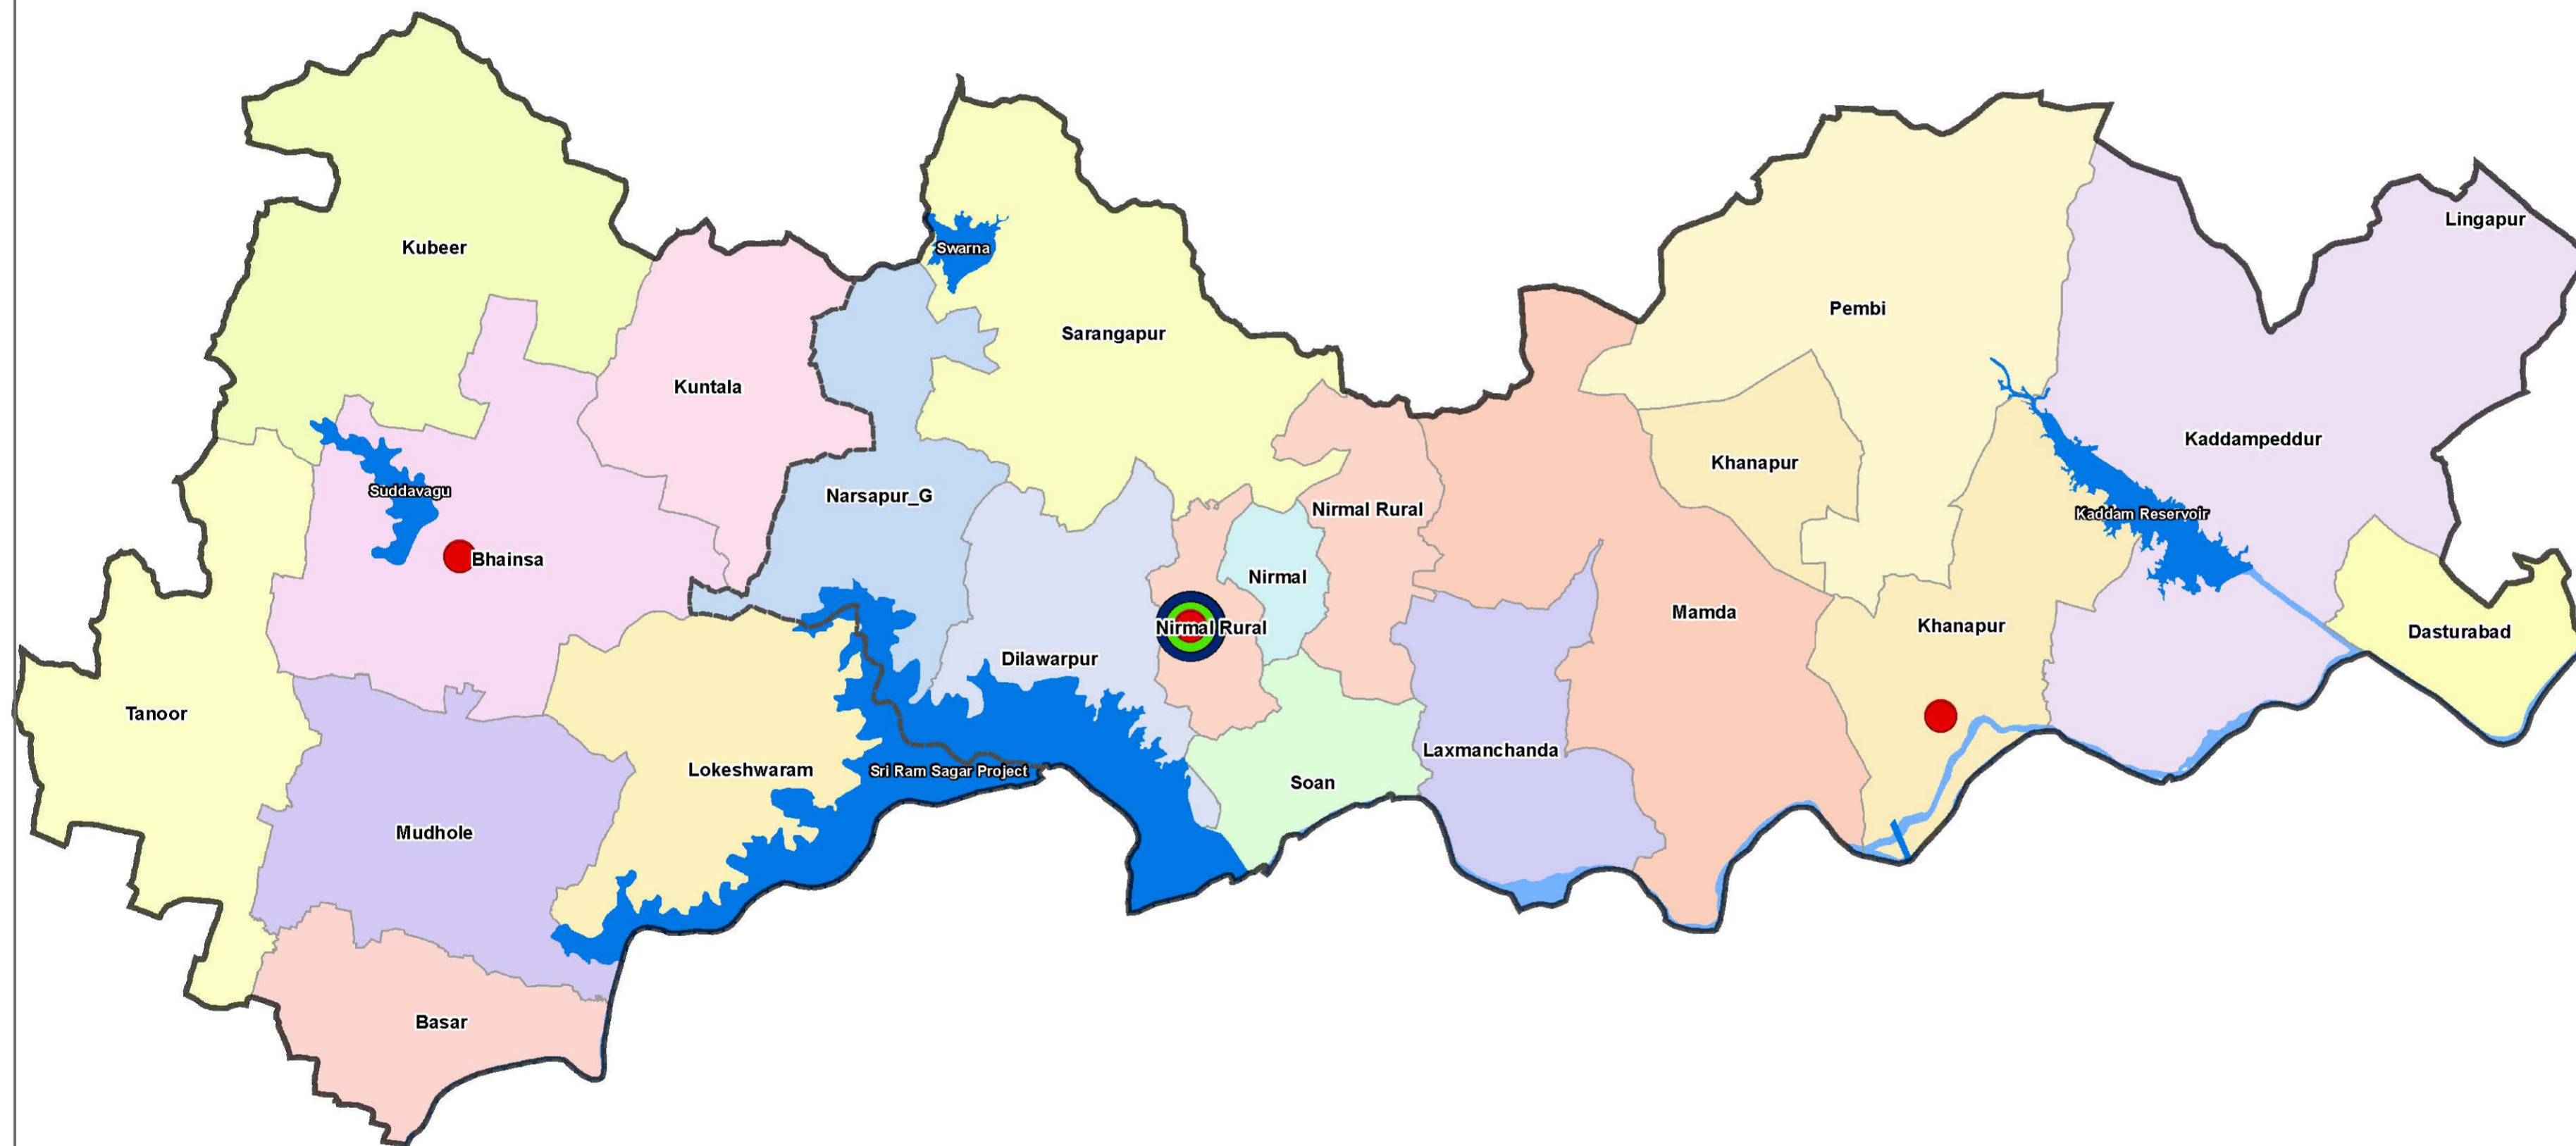 Lingapur
Kubeer
Swarna
Pembi
Sarangapur
Kuntala
Kaddampeddur
Khanapur
Suddavagu
Narsapur_G
Nirmal Rural
Kaddam Reservoir
Bhainsa
Nirmal
Mamda
Khanapur
Nirmal Rural
Dasturabad
Dilawarpur
Tanoor
Laxmanchanda
Lokeshwaram
Sri Ram Sagar Project
Soan
Mudhole
Basar